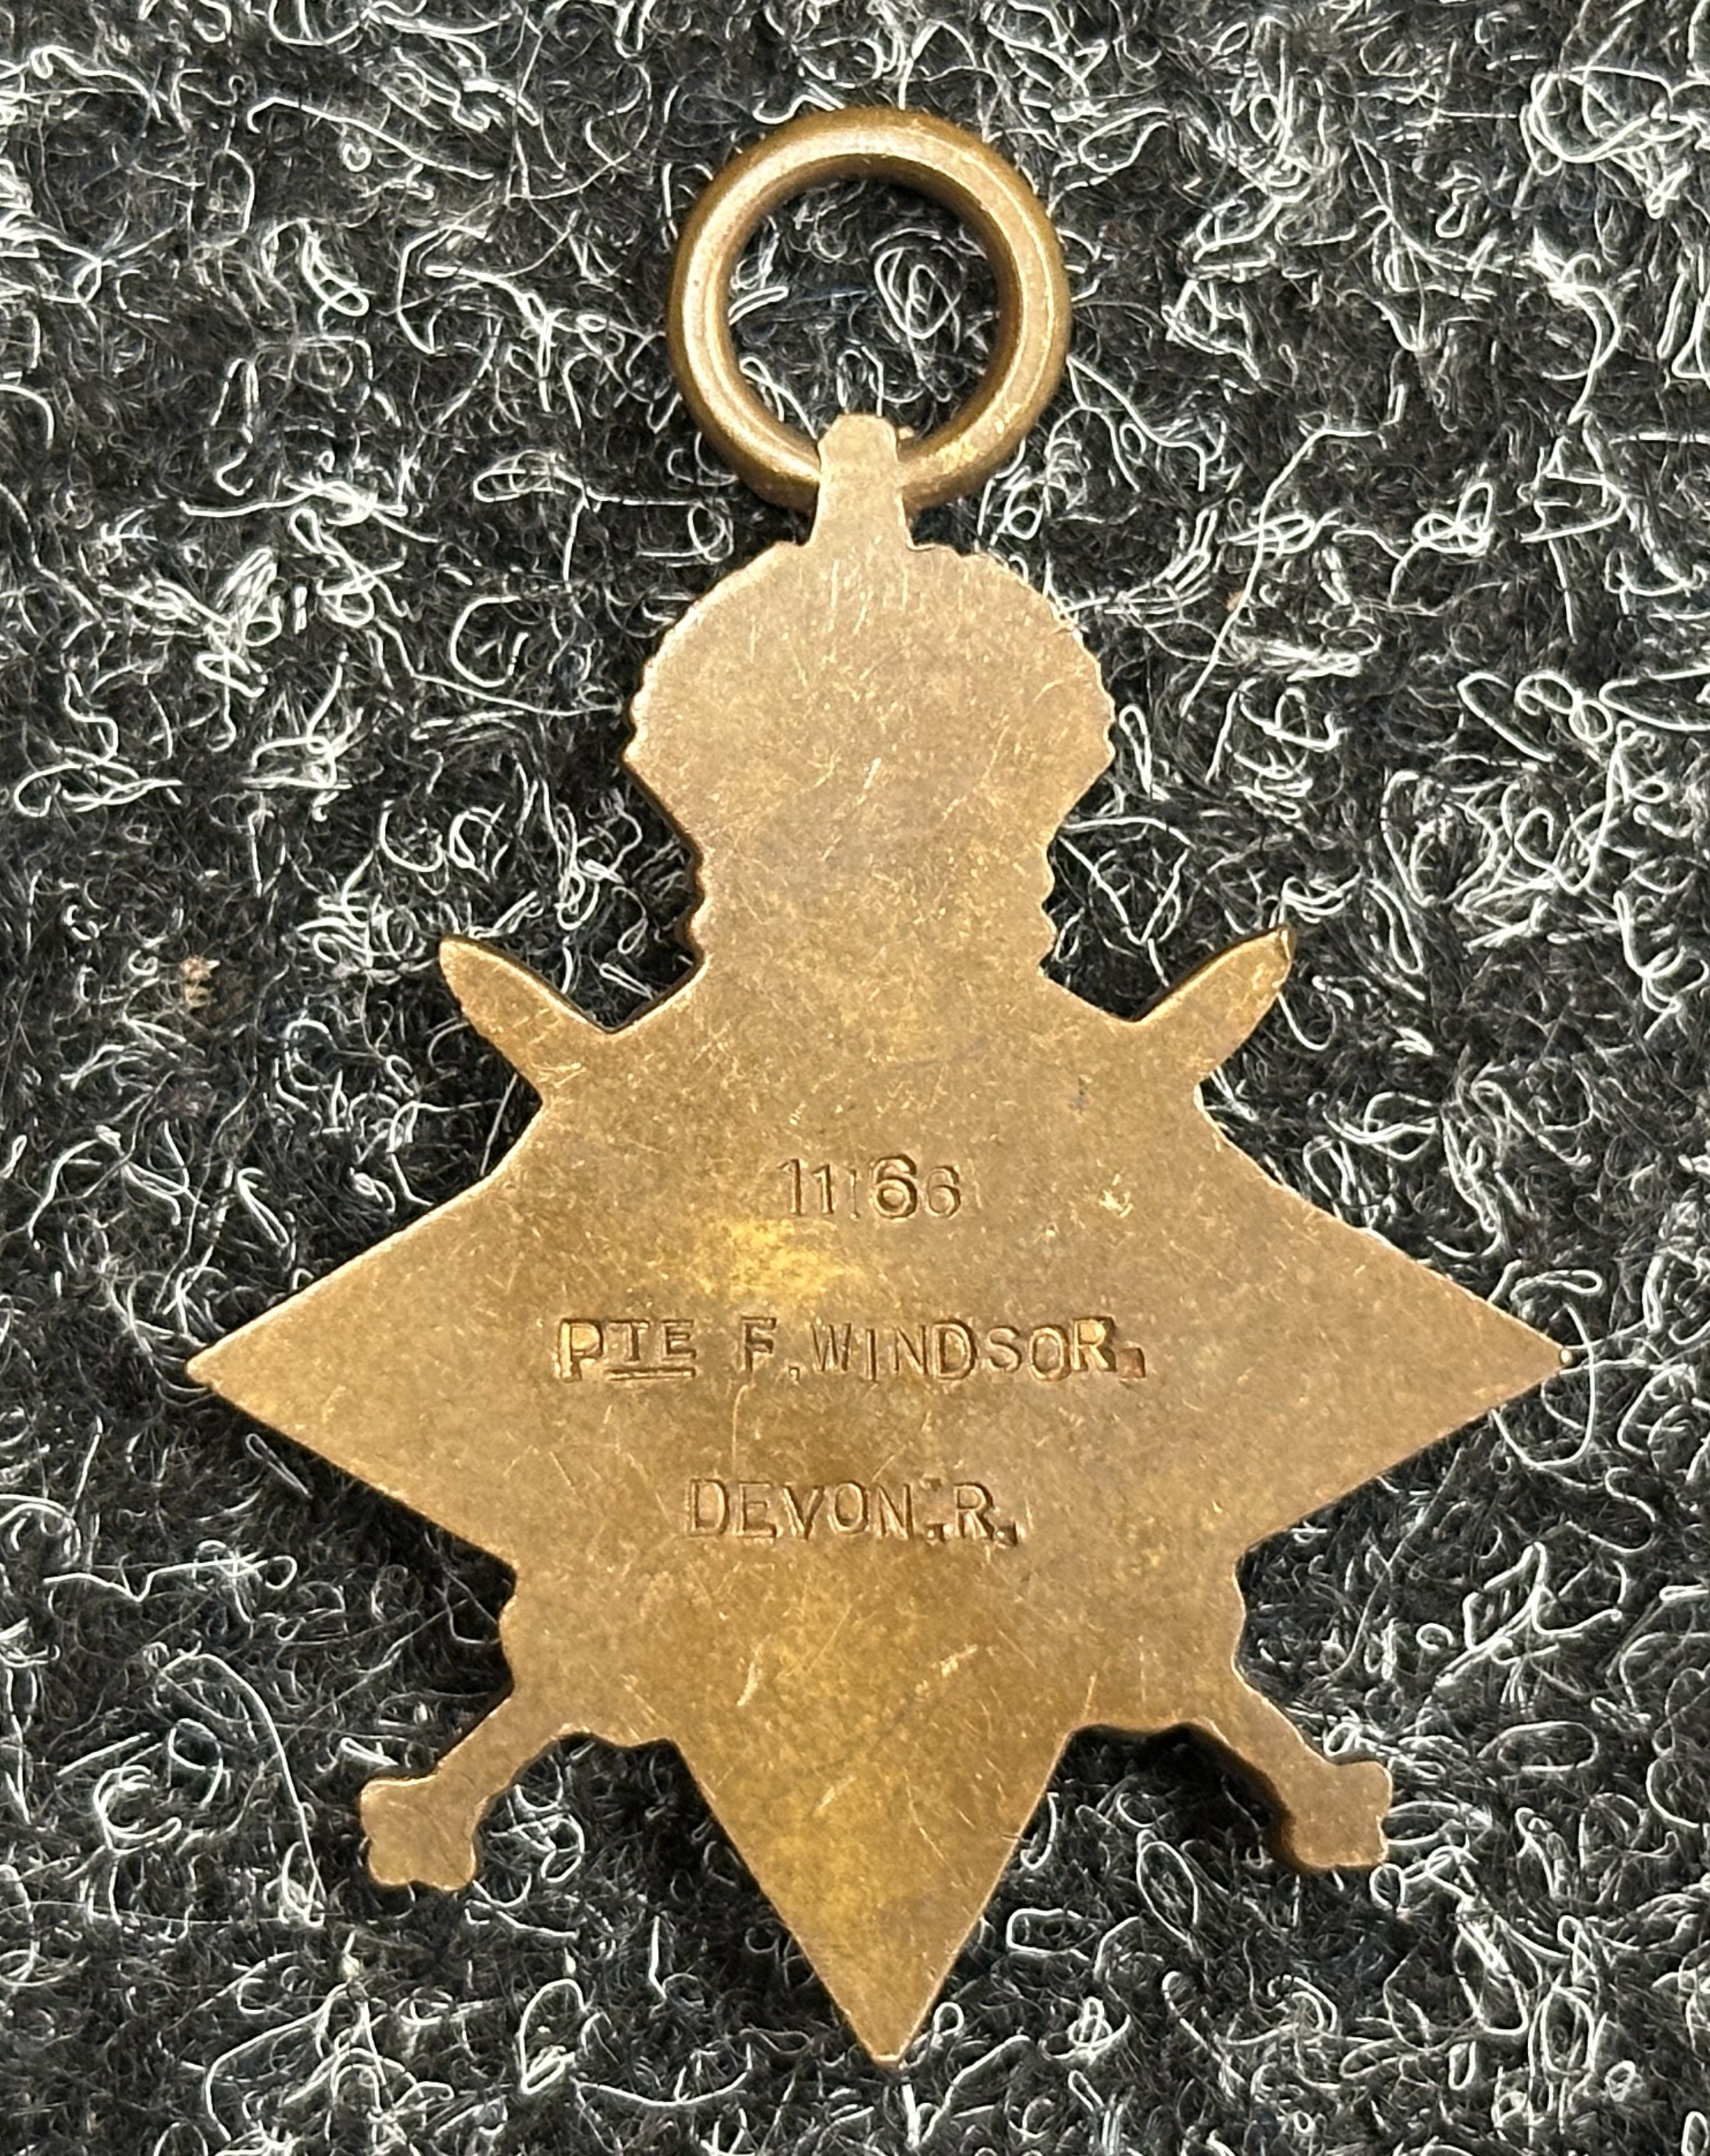 11166
PTE F. WINDSOR.
DEVON: R.